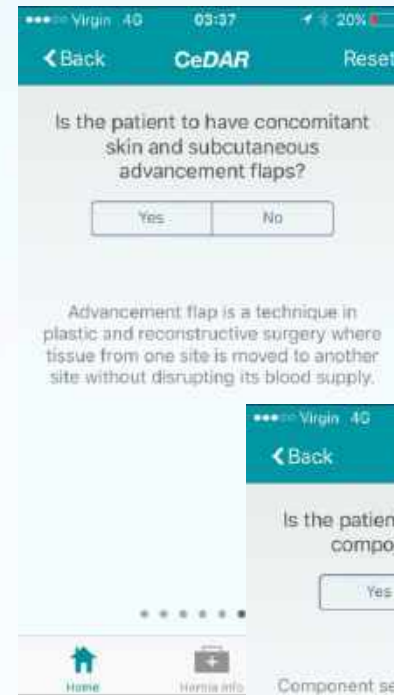 Virgin 4G 03:37 20%
Back CeDAR Reset
Is the patient to have concomitant
skin and subcutaneous
advancement flaps?
Yes No
Advancement flap is a technique in
plastic and reconstructive surgery where
tissue from one site is moved to another
site without disrupting its blood supply.
Home Hernia info
Virgin 4G
Back
Is the patien
compo
Yes
Component se